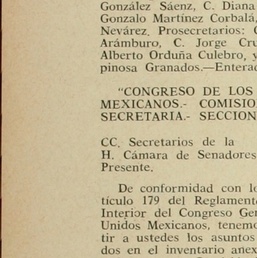 González Sáenz, C. Diana
Gonzalo Martínez Corbalá,
Nevárez. Prosecretarios: C
Arámburo, C. Jorge Cru
Alberto Orduña Culebro, y
pinosa Granados.—Enterad
"CONGRESO DE LOS
MEXICANOS.- COMISIO
SECRETARIA.- SECCION
CC. Secretarios de la
H. Cámara de Senadores
Presente.
De conformidad con lo
tículo 179 del Reglament
Interior del Congreso Gen
Unidos Mexicanos, tenemo
tir a ustedes los asuntos
dos en el inventario anex